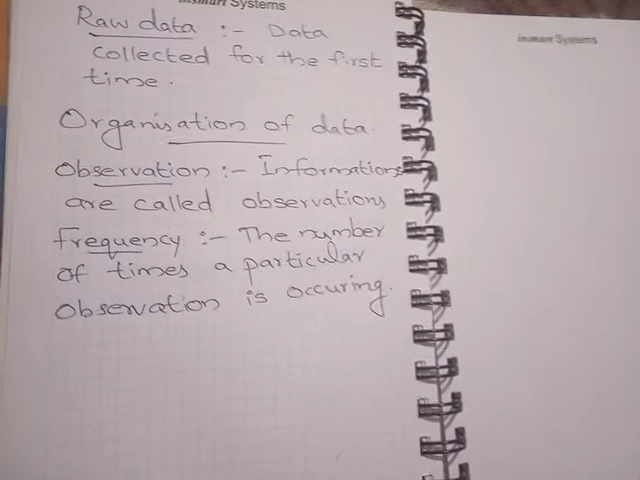 Systems
Raw data :- Data
collected for the first
time.
Organisation of data.
Observation :- Informations
are called observations
Frequency :- The number
of times a particular
observation is occuring.
immart Systems